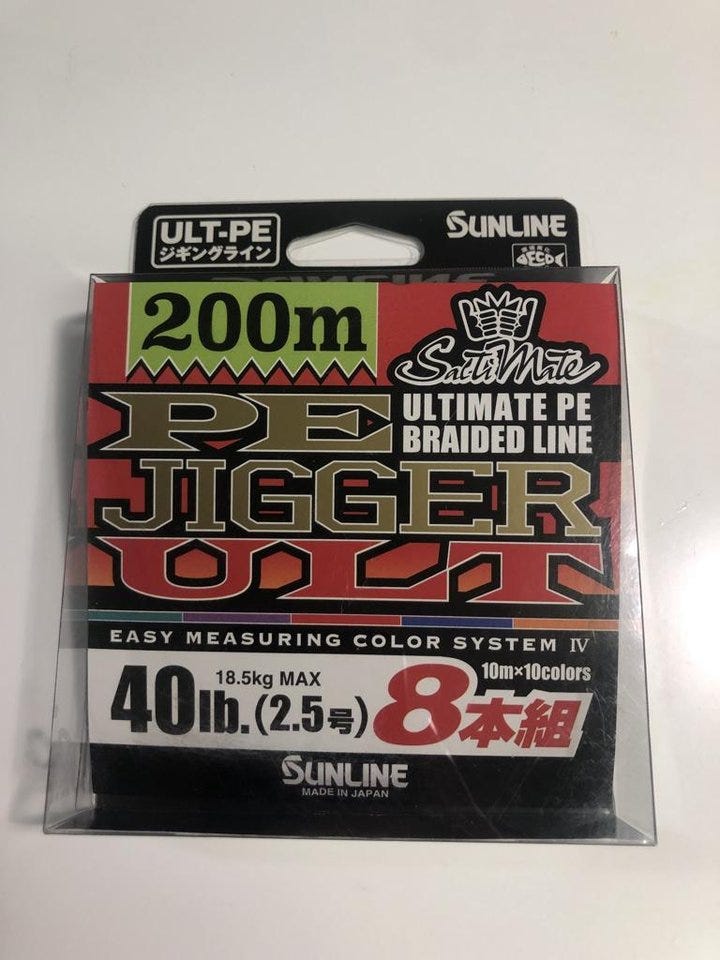 ULT-PE
ジギングライン
SUNLINE
ECO
200m
SaltiMate
ULTIMATE PE
BRAIDED LINE
PE
JIGGER
ULT
EASY MEASURING COLOR SYSTEM IV
18.5kg MAX
10m×10colors
40lb.(2.5号)
8本組
SUNLINE
MADE IN JAPAN